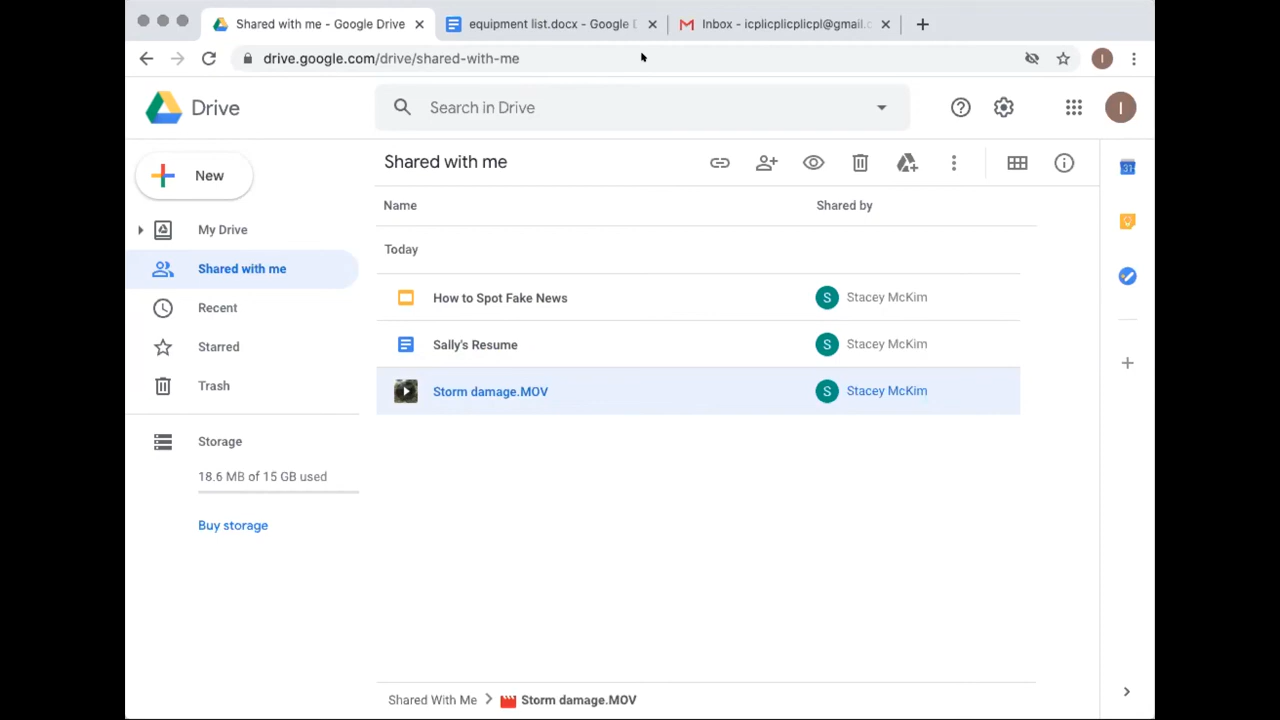 Shared with me - Google Drive
equipment list.docx - Google D
Inbox - icplicplicplicpl@gmail.c
drive.google.com/drive/shared-with-me
I
Drive
Search in Drive
I
New
Shared with me
My Drive
Shared with me
Recent
Starred
Trash
Storage
18.6 MB of 15 GB used
Buy storage
Name
Shared by
Today
How to Spot Fake News
S Stacey McKim
Sally's Resume
S Stacey McKim
Storm damage.MOV
S Stacey McKim
31
Shared With Me > Storm damage.MOV